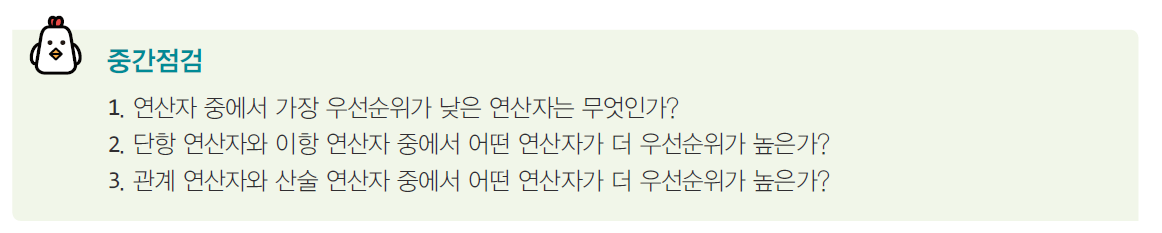 중간점검
1. 연산자 중에서 가장 우선순위가 낮은 연산자는 무엇인가?
2. 단항 연산자와 이항 연산자 중에서 어떤 연산자가 더 우선순위가 높은가?
3. 관계 연산자와 산술 연산자 중에서 어떤 연산자가 더 우선순위가 높은가?